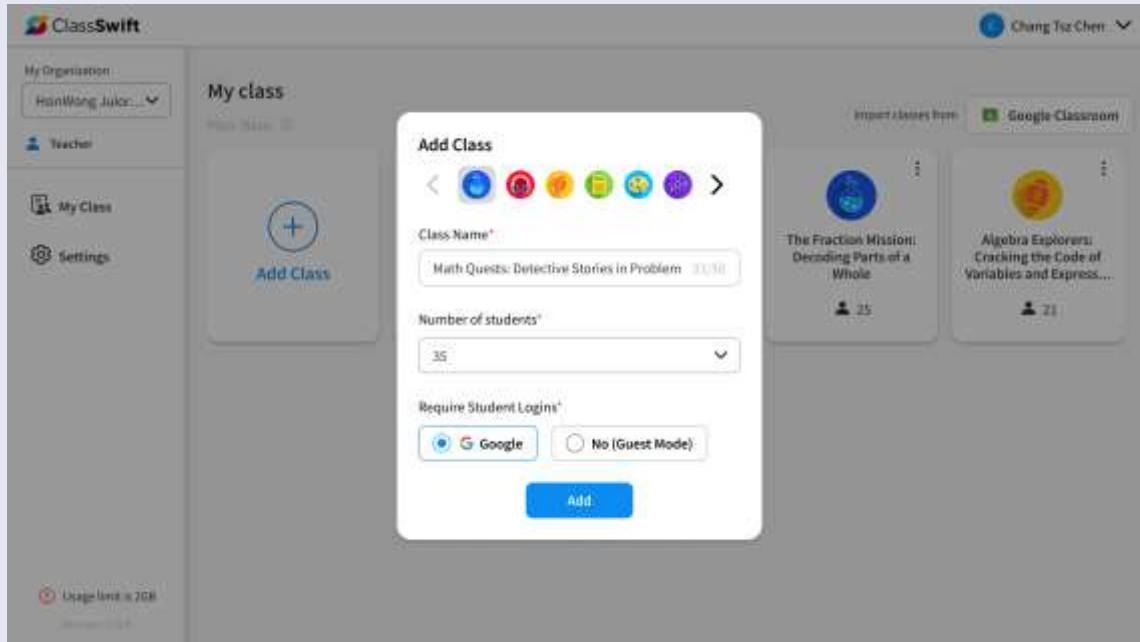 ClassSwift
Chang Tsz Chen
My Organization
HsinWong Juior...
Teacher
My Class
Settings
Usage limit is 2GB
My class
Import classes from
Google Classroom
Add Class
The Fraction Mission:
Decoding Parts of a
Whole
25
Algebra Explorers:
Cracking the Code of
Variables and Express...
21
Add Class
Class Name*
Math Quests: Detective Stories in Problem
Number of students*
35
Require Student Logins*
G Google
No (Guest Mode)
Add